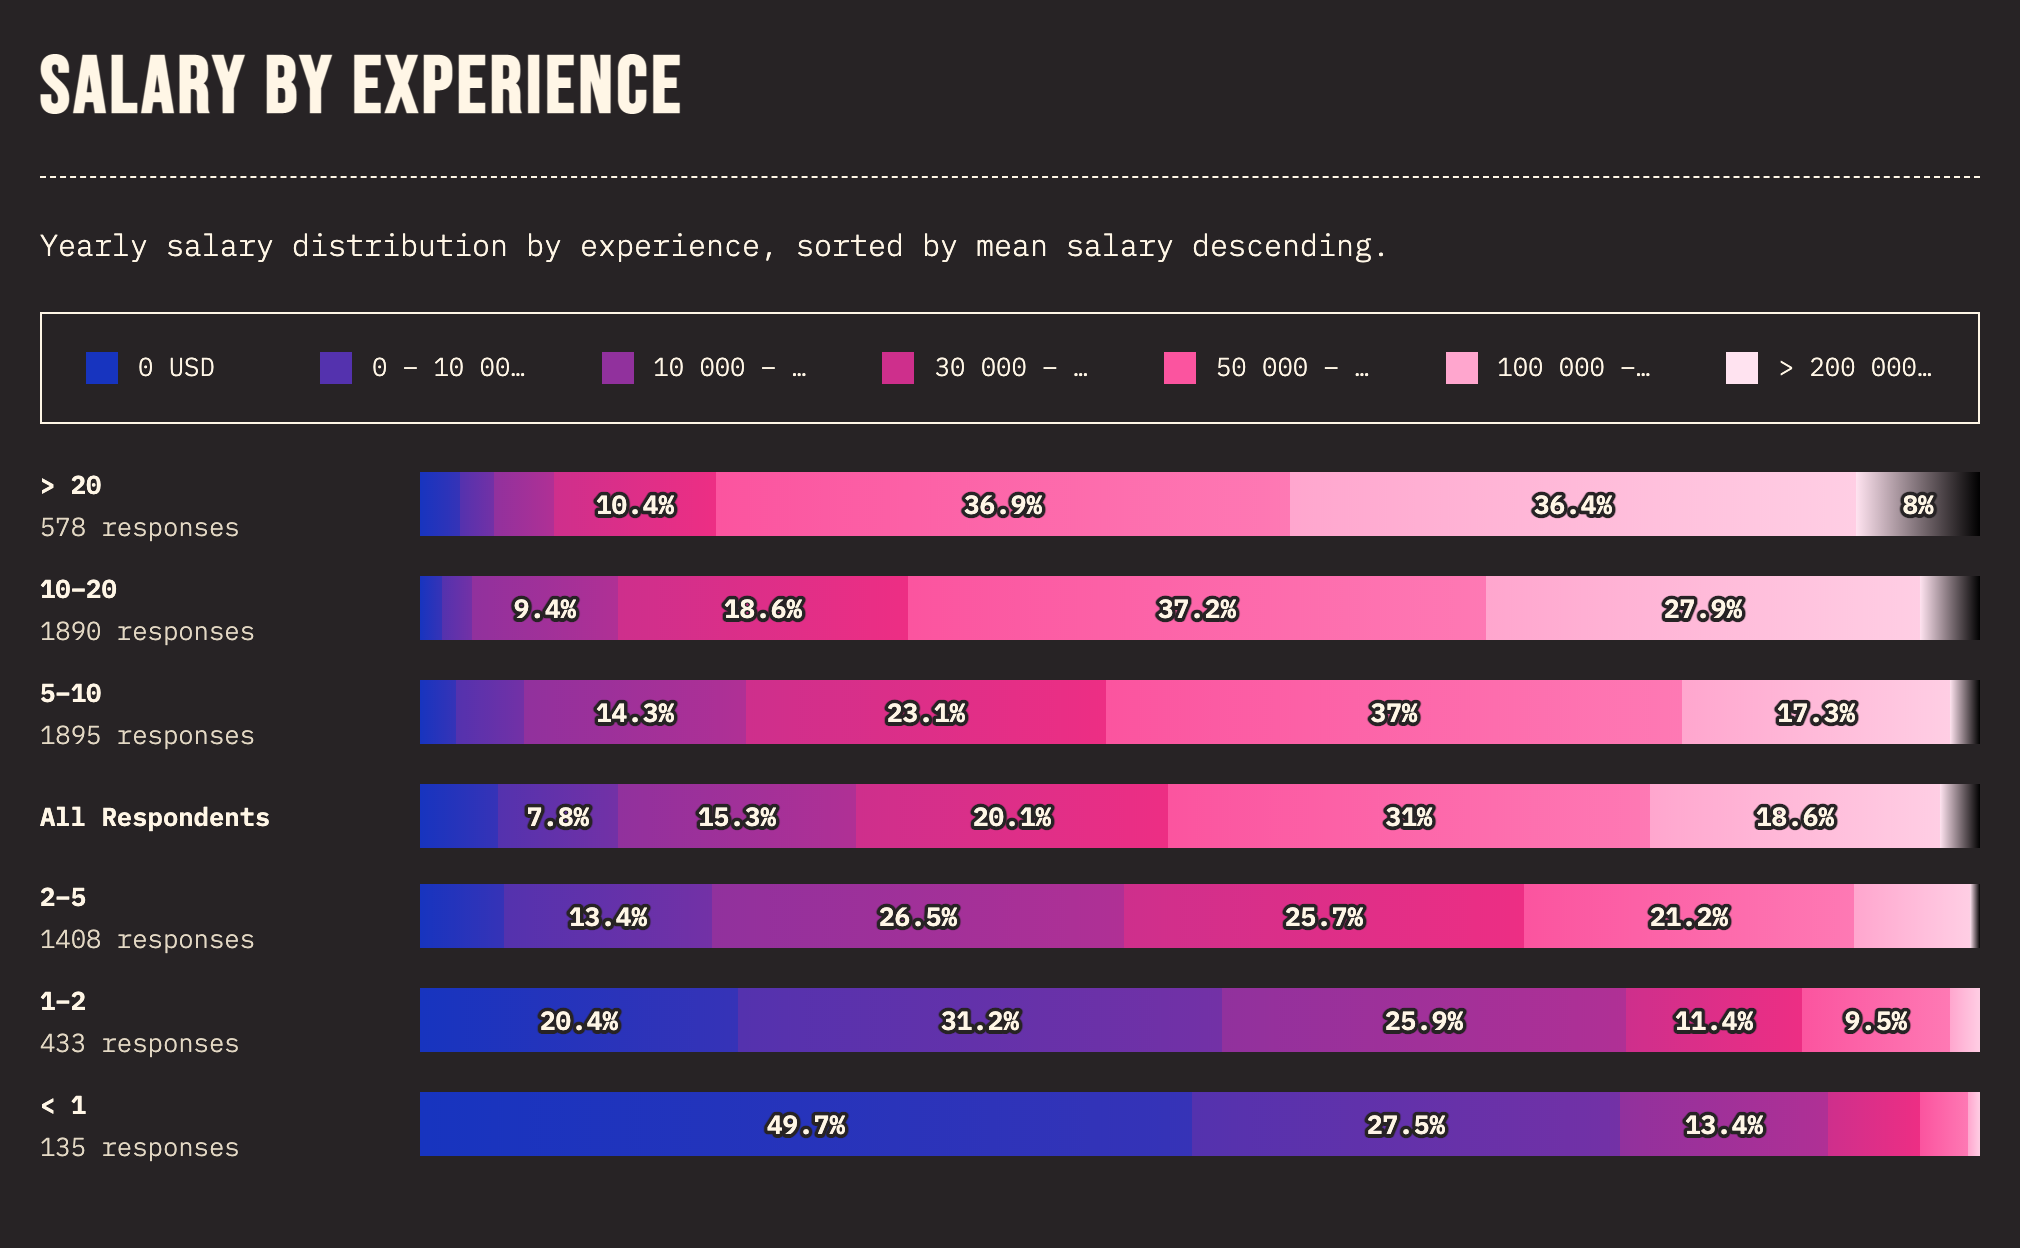 SALARY BY EXPERIENCE
Yearly salary distribution by experience, sorted by mean salary descending.
0 USD 0 – 10 00… 10 000 – … 30 000 – … 50 000 – … 100 000 –… > 200 000…
> 20
578 responses
10.4% 36.9% 36.4% 8%
10–20
1890 responses
9.4% 18.6% 37.2% 27.9%
5–10
1895 responses
14.3% 23.1% 37% 17.3%
All Respondents
7.8% 15.3% 20.1% 31% 18.6%
2–5
1408 responses
13.4% 26.5% 25.7% 21.2%
1–2
433 responses
20.4% 31.2% 25.9% 11.4% 9.5%
< 1
135 responses
49.7% 27.5% 13.4%